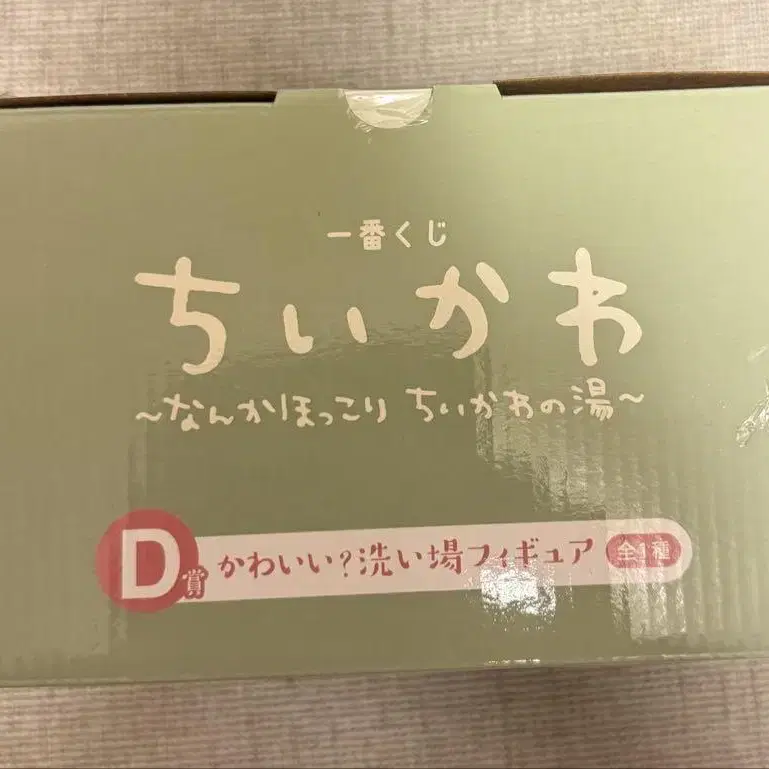 一番くじ
ちいかわ
~なんかほっこり ちいかわの湯~
D賞 かわいい?洗い場フィギュア 全1種